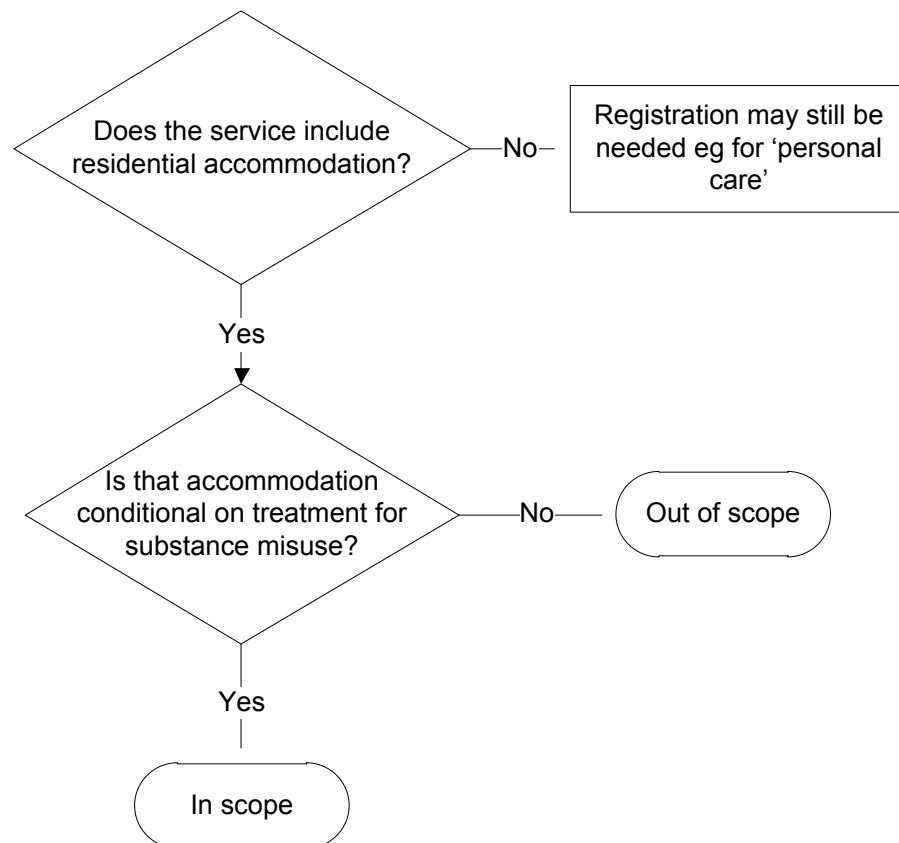 Does the service include
residential accommodation?
No
Registration may still be
needed eg for ‘personal
care’
Yes
Is that accommodation
conditional on treatment for
substance misuse?
No
Out of scope
Yes
In scope